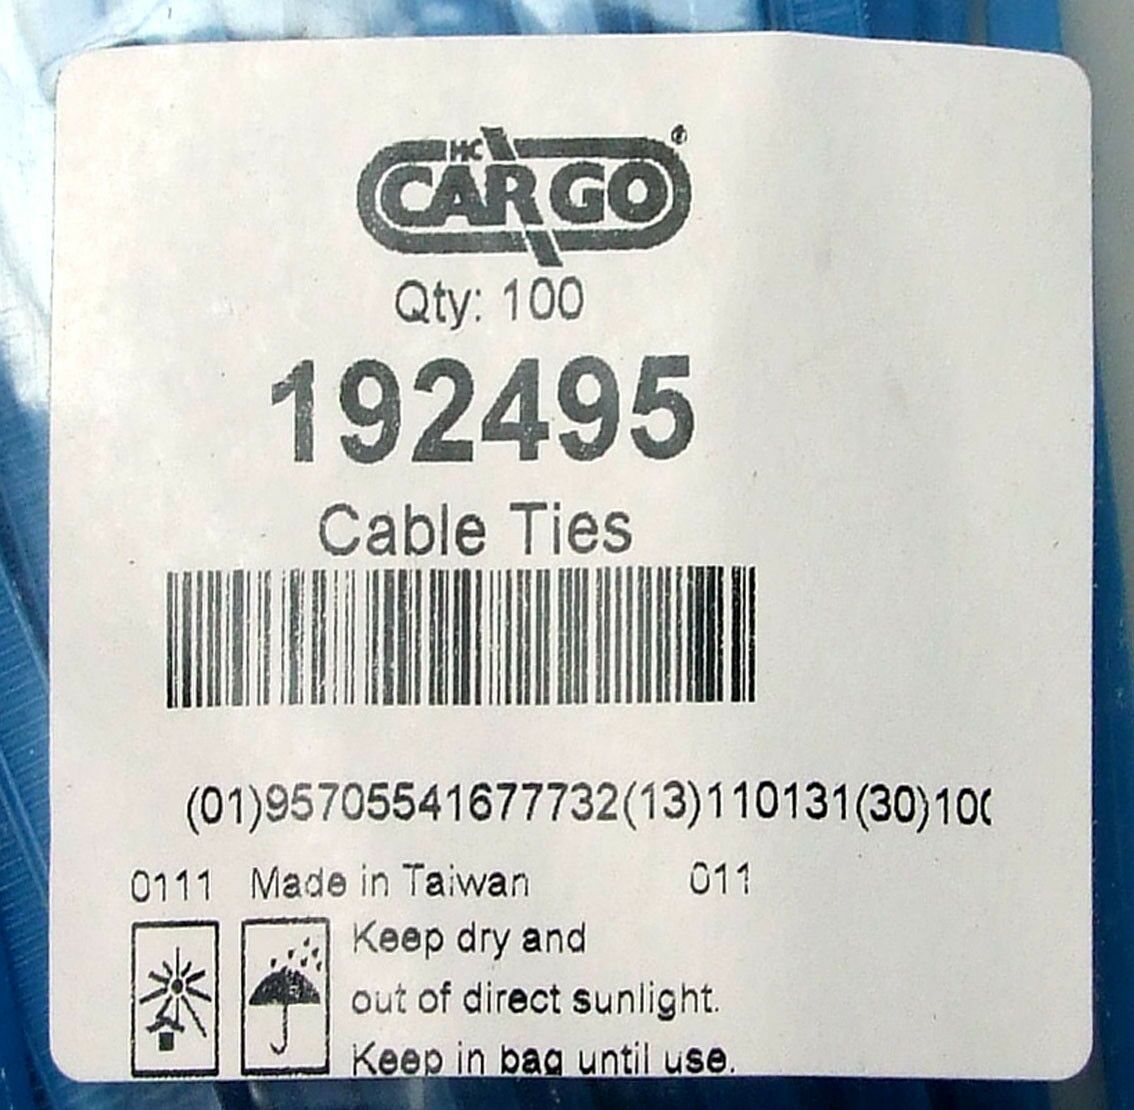 HC
CARGO®
Qty: 100
192495
Cable Ties
(01)95705541677732(13)110131(30)10
0111 Made in Taiwan 011
Keep dry and
out of direct sunlight.
Keep in bag until use.